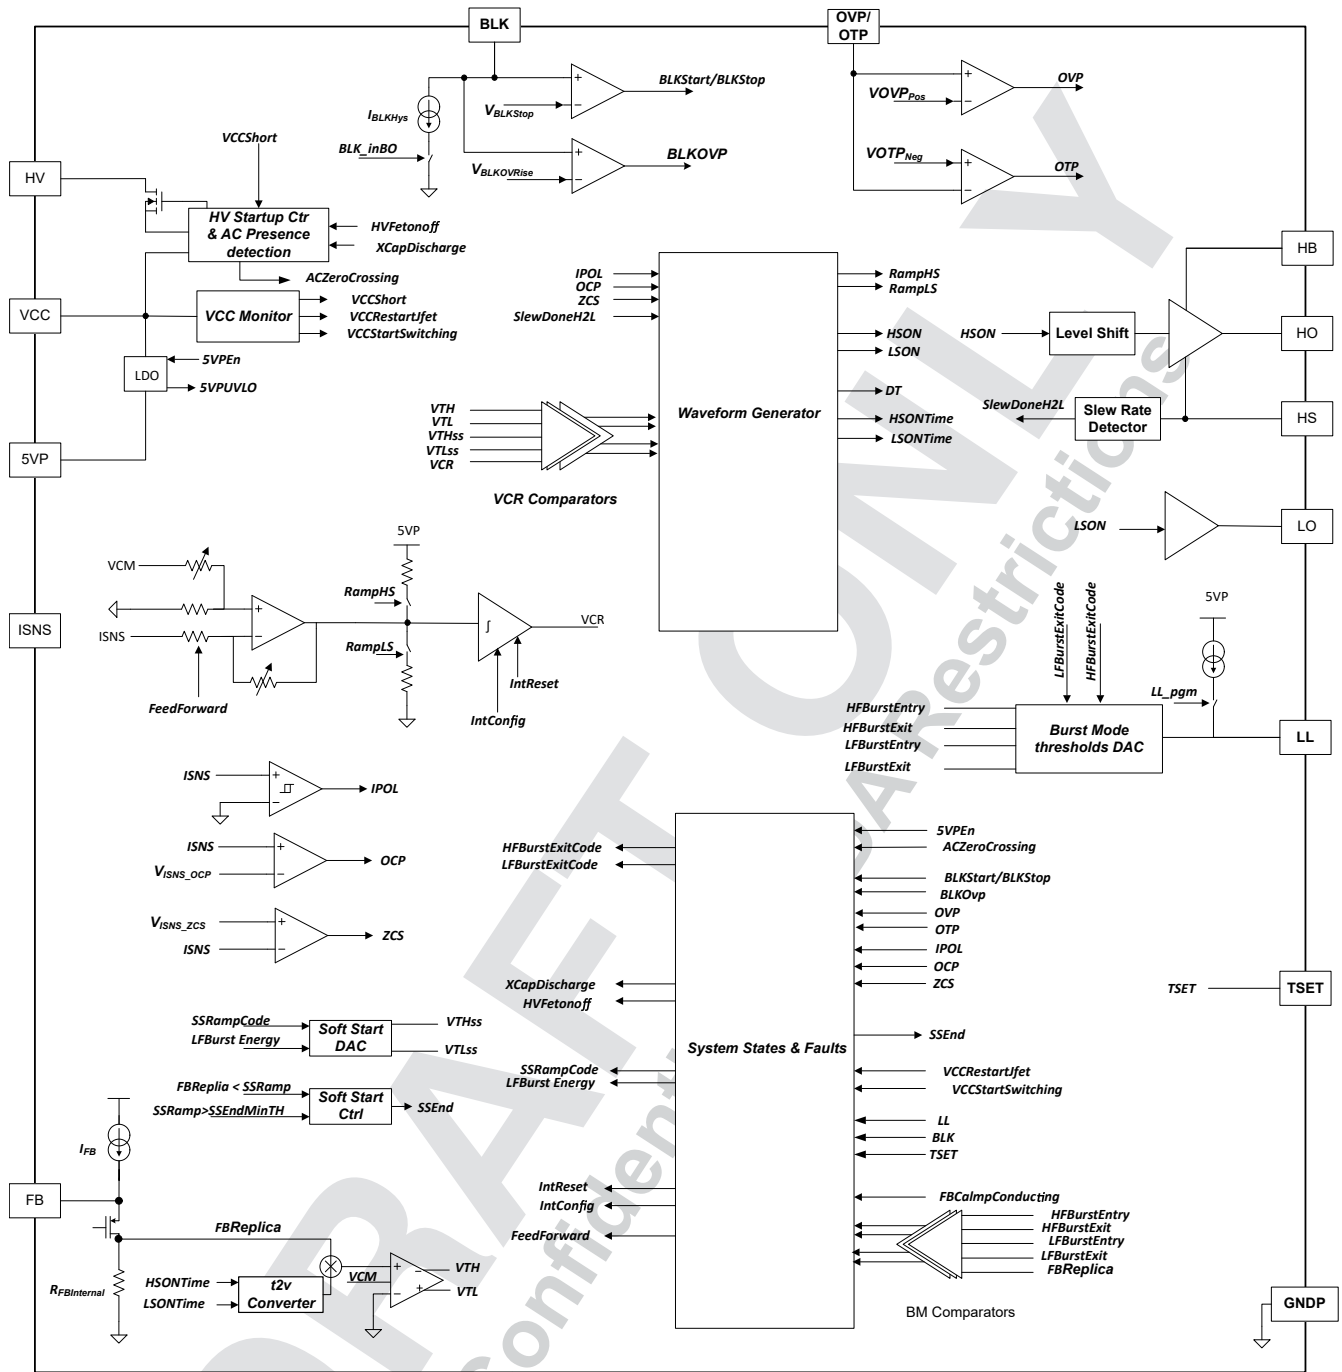 BLK
OVP/
OTP
BLKStart/BLKStop
OVP
VOVPPos
IBLKHys
VBLKStop
VCCShort
BLK_inBO
BLKOVP
VOTPNeg
OTP
VBLKOVRise
HV
HV Startup Ctr
& AC Presence
detection
HVFetonoff
XCapDischarge
ACZeroCrossing
HB
IPOL
OCP
ZCS
SlewDoneH2L
RampHS
RampLS
VCC
VCC Monitor
VCCShort
VCCRestartJfet
VCCStartSwitching
HSON
LSON
HSON
Level Shift
HO
LDO
5VPEn
5VPUVLO
DT
VTH
VTL
VTHss
VTLss
VCR
Waveform Generator
HSONTime
LSONTime
SlewDoneH2L
Slew Rate
Detector
HS
5VP
VCR Comparators
5VP
LSON
LO
VCM
RampHS
ISNS
ISNS
VCR
RampLS
FeedForward
IntReset
IntConfig
LFBurstExitCode
HFBurstExitCode
5VP
LL_pgm
HFBurstEntry
HFBurstExit
LFBurstEntry
LFBurstExit
Burst Mode
thresholds DAC
LL
ISNS
IPOL
ISNS
VISNS_OCP
OCP
VISNS_ZCS
ISNS
ZCS
HFBurstExitCode
LFBurstExitCode
5VPEn
ACZeroCrossing
BLKStart/BLKStop
BLKOvp
OVP
OTP
IPOL
OCP
ZCS
XCapDischarge
HVFetonoff
TSET
TSET
SSRampCode
LFBurst Energy
Soft Start
DAC
VTHss
VTLss
System States & Faults
SSEnd
SSRampCode
LFBurst Energy
VCCRestartJfet
VCCStartSwitching
FBReplia < SSRamp
SSRamp>SSEndMinTH
Soft Start
Ctrl
SSEnd
LL
BLK
TSET
IFB
FB
IntReset
IntConfig
FeedForward
FBCalmpConducting
HFBurstEntry
HFBurstExit
LFBurstEntry
LFBurstExit
FBReplica
BM Comparators
FBReplica
RFBInternal
HSONTime
LSONTime
t2v
Converter
VCM
VTH
VTL
GNDP
DRAFT ONLY
Restrictions